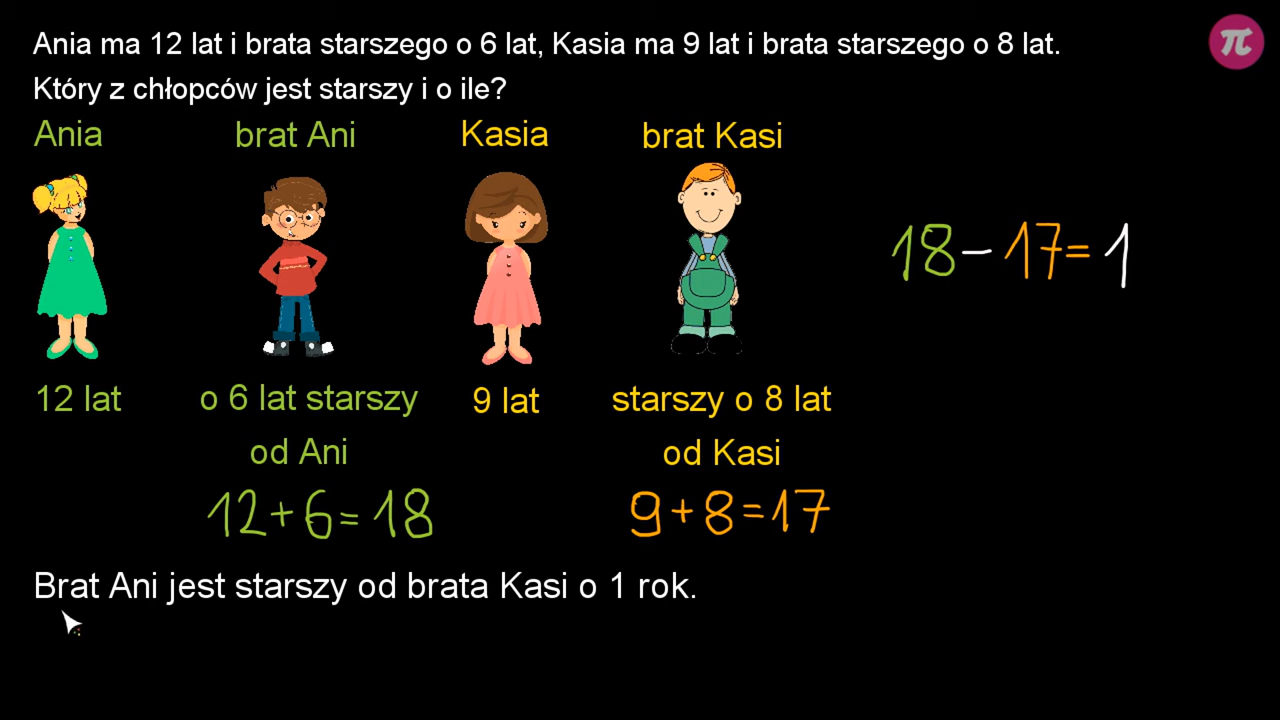 Ania ma 12 lat i brata starszego o 6 lat, Kasia ma 9 lat i brata starszego o 8 lat.
Który z chłopców jest starszy i o ile?
Ania brat Ani Kasia brat Kasi
π
18 – 17 = 1
12 lat o 6 lat starszy 9 lat starszy o 8 lat
od Ani od Kasi
12 + 6 = 18 9 + 8 = 17
Brat Ani jest starszy od brata Kasi o 1 rok.